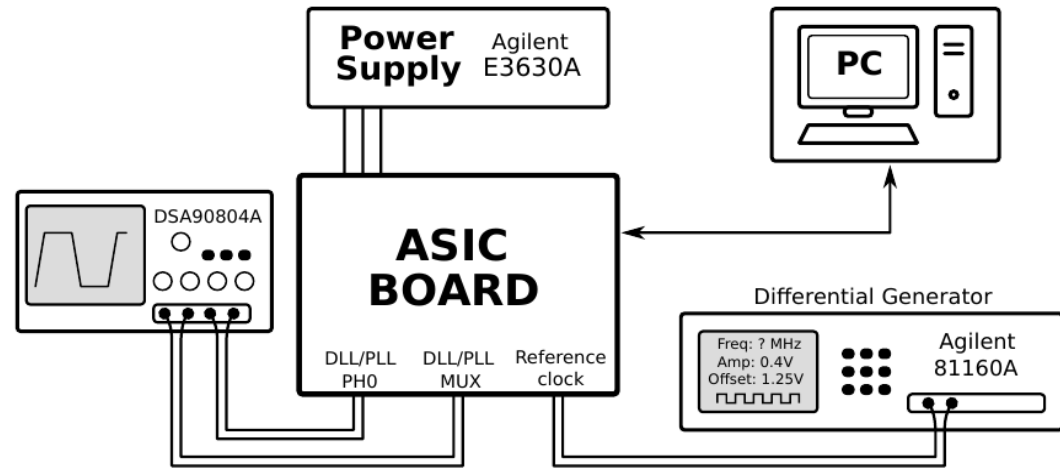 Power
Supply
Agilent
E3630A
PC
DSA90804A
ASIC
BOARD
DLL/PLL
PH0
DLL/PLL
MUX
Reference
clock
Differential Generator
Freq: ? MHz
Amp: 0.4V
Offset: 1.25V
Agilent
81160A